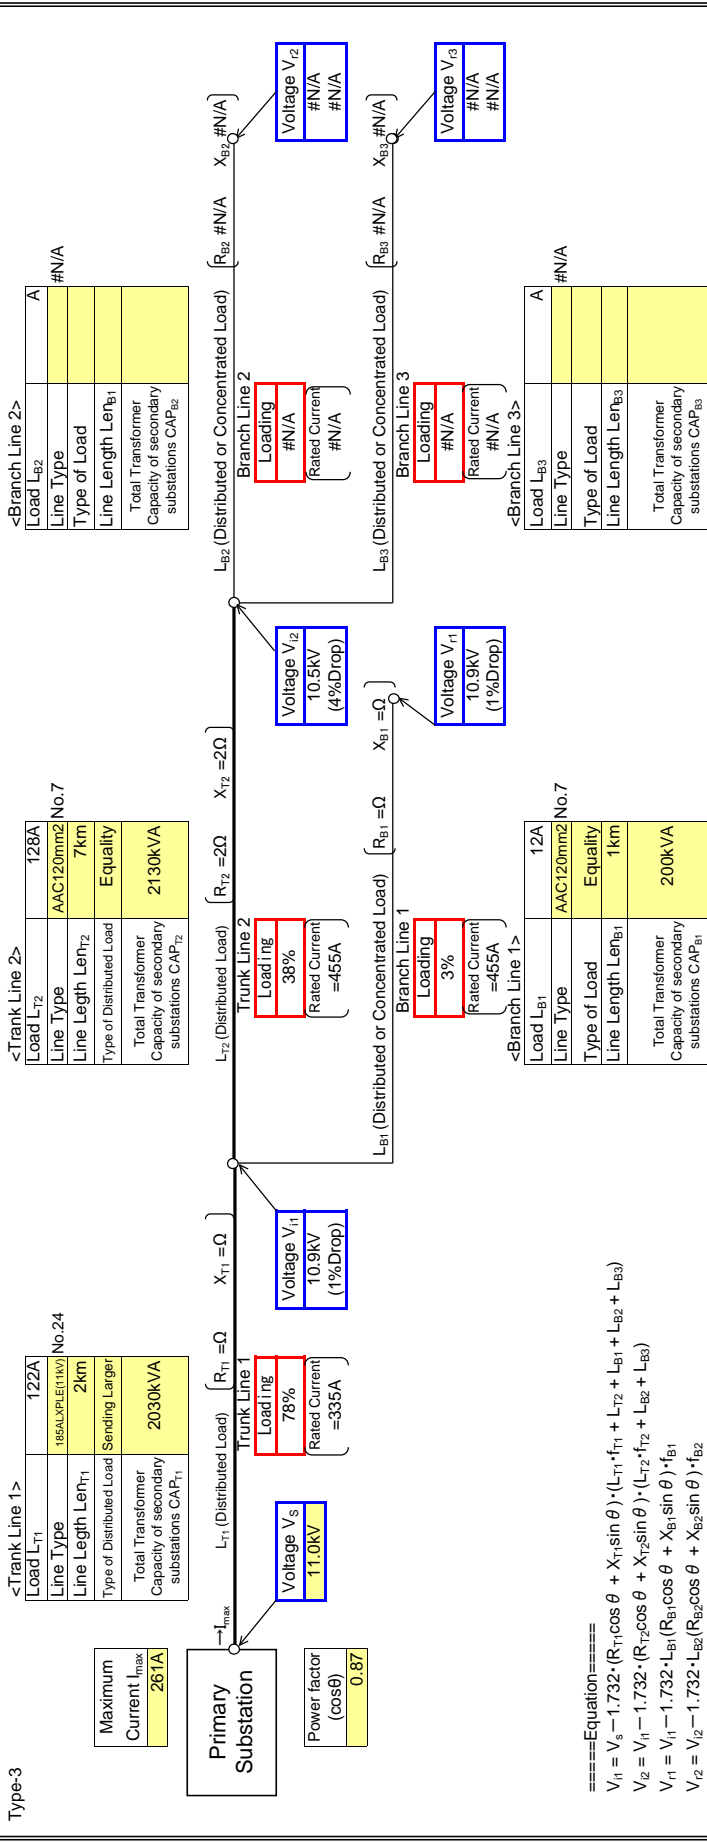 Type-3
Maximum
Current Imax
261A
<Trank Line 1>
Load LT1 122A
Line Type 185ALXPLE(11kV) No.24
Line Legth LenT1 2km
Type of Distributed Load Sending Larger
Total Transformer
Capacity of secondary
substations CAPT1
2030kVA
<Trank Line 2>
Load LT2 128A
Line Type AAC120mm2 No.7
Line Legth LenT2 7km
Type of Distributed Load Equality
Total Transformer
Capacity of secondary
substations CAPT2
2130kVA
<Branch Line 2>
Load LB2 A
Line Type #N/A
Type of Load
Line Length LenB1
Total Transformer
Capacity of secondary
substations CAPB2
Primary
Substation
→Imax
LT1 (Distributed Load)
RT1 =Ω XT1 =Ω
LT2 (Distributed Load)
RT2 =2Ω XT2 =2Ω
LB2 (Distributed or Concentrated Load)
RB2 #N/A XB2 #N/A
Power factor
(cosθ)
0.87
Voltage VS
11.0kV
Trunk Line 1
Loading
78%
Rated Current
=335A
Voltage Vi1
10.9kV
(1%Drop)
Trunk Line 2
Loading
38%
Rated Current
=455A
Voltage Vi2
10.5kV
(4%Drop)
Branch Line 2
Loading
#N/A
Rated Current
#N/A
Voltage Vr2
#N/A
#N/A
LB1 (Distributed or Concentrated Load)
RB1 =Ω XB1 =Ω
LB3 (Distributed or Concentrated Load)
RB3 #N/A XB3 #N/A
Branch Line 1
Loading
3%
Rated Current
=455A
Voltage Vr1
10.9kV
(1%Drop)
Branch Line 3
Loading
#N/A
Rated Current
#N/A
Voltage Vr3
#N/A
#N/A
<Branch Line 1>
Load LB1 12A
Line Type AAC120mm2 No.7
Type of Load Equality
Line Length LenB1 1km
Total Transformer
Capacity of secondary
substations CAPB1
200kVA
<Branch Line 3>
Load LB3 A
Line Type #N/A
Type of Load
Line Length LenB3
Total Transformer
Capacity of secondary
substations CAPB3
=====Equation=====
Vi1 = Vs−1.732・(RT1cosθ + XT1sinθ)・(LT1・fT1 + LT2 + LB1 + LB2 + LB3)
Vi2 = Vi1−1.732・(RT2cosθ + XT2sinθ)・(LT2・fT2 + LB2 + LB3)
Vr1 = Vi1−1.732・LB1(RB1cosθ + XB1sinθ)・fB1
Vr2 = Vi2−1.732・LB2(RB2cosθ + XB2sinθ)・fB2